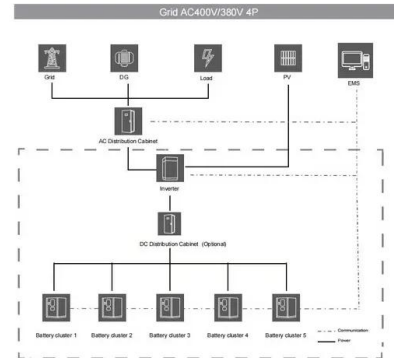 Grid AC400V/380V 4P
Grid
DG
Load
PV
EMS
AC Distribution Cabinet
Inverter
DC Distribution Cabinet (Optional)
Battery cluster 1
Battery cluster 2
Battery cluster 3
Battery cluster 4
Battery cluster 5
Communication
Power